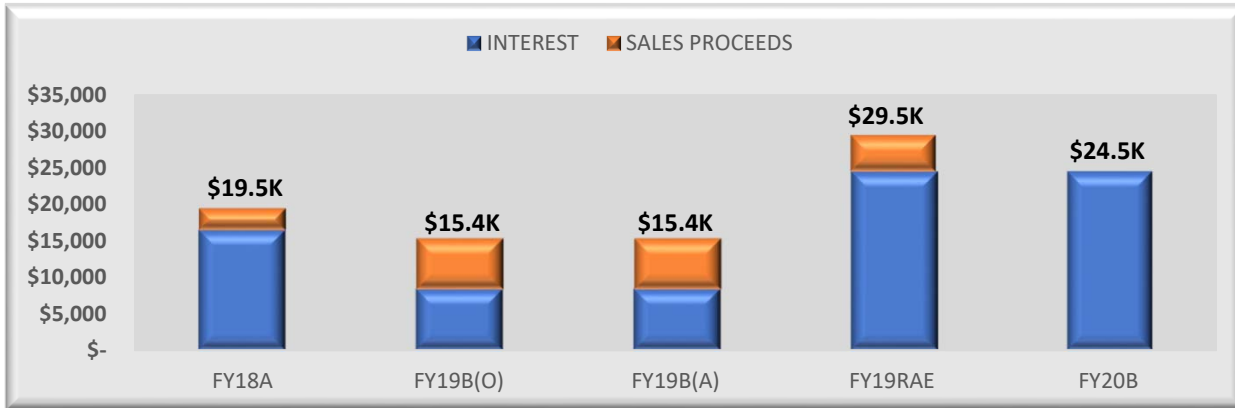 INTEREST SALES PROCEEDS
$35,000
$30,000
$25,000
$20,000
$15,000
$10,000
$5,000
$-
$19.5K
$15.4K
$15.4K
$29.5K
$24.5K
FY18A FY19B(O) FY19B(A) FY19RAE FY20B